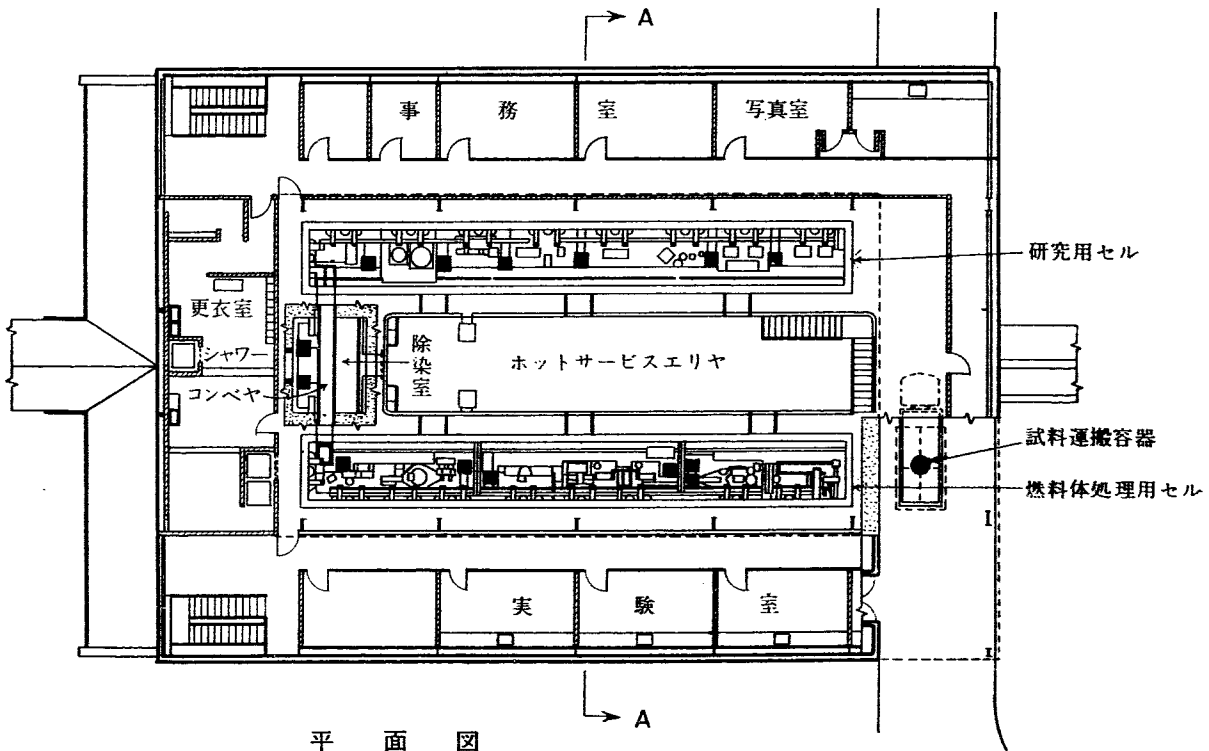 A
事務室
写真室
研究用セル
更衣室
シャワー
コンベヤ
除染室
ホットサービスエリヤ
試料運搬容器
燃料体処理用セル
実験室
A
平面図